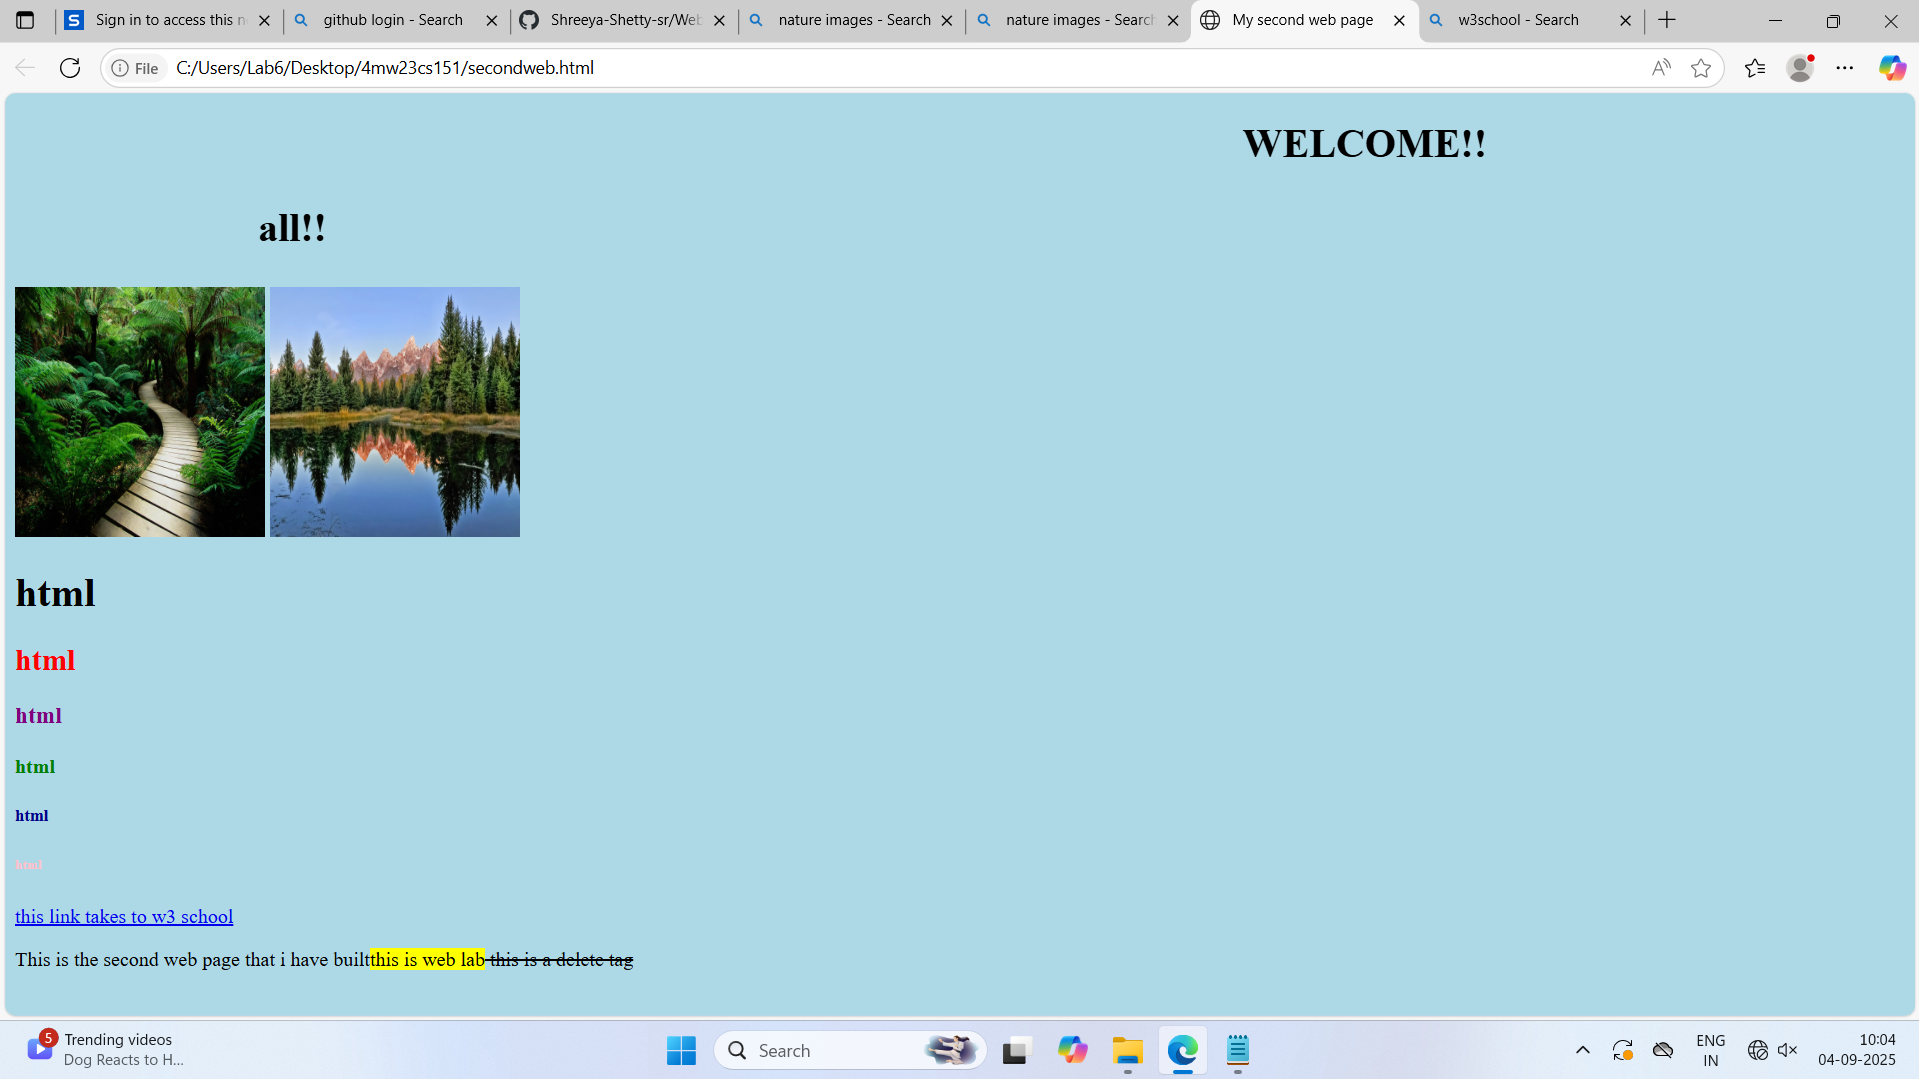 Sign in to access this n
github login - Search
Shreeya-Shetty-sr/Web
nature images - Search
nature images - Search
My second web page
w3school - Search
File
C:/Users/Lab6/Desktop/4mw23cs151/secondweb.html
WELCOME!!
all!!
html
html
html
html
html
html
this link takes to w3 school
This is the second web page that i have builtthis is web lab this is a delete tag
5
Trending videos
Dog Reacts to H...
Search
ENG
IN
10:04
04-09-2025